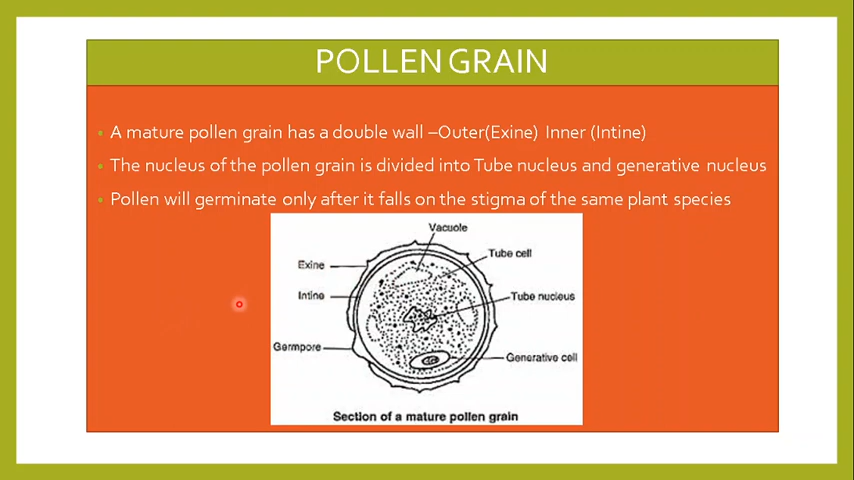 POLLEN GRAIN
A mature pollen grain has a double wall –Outer(Exine) Inner (Intine)
The nucleus of the pollen grain is divided into Tube nucleus and generative nucleus
Pollen will germinate only after it falls on the stigma of the same plant species
Vacuole
Exine
Tube cell
Intine
Tube nucleus
Germpore
Generative cell
Section of a mature pollen grain